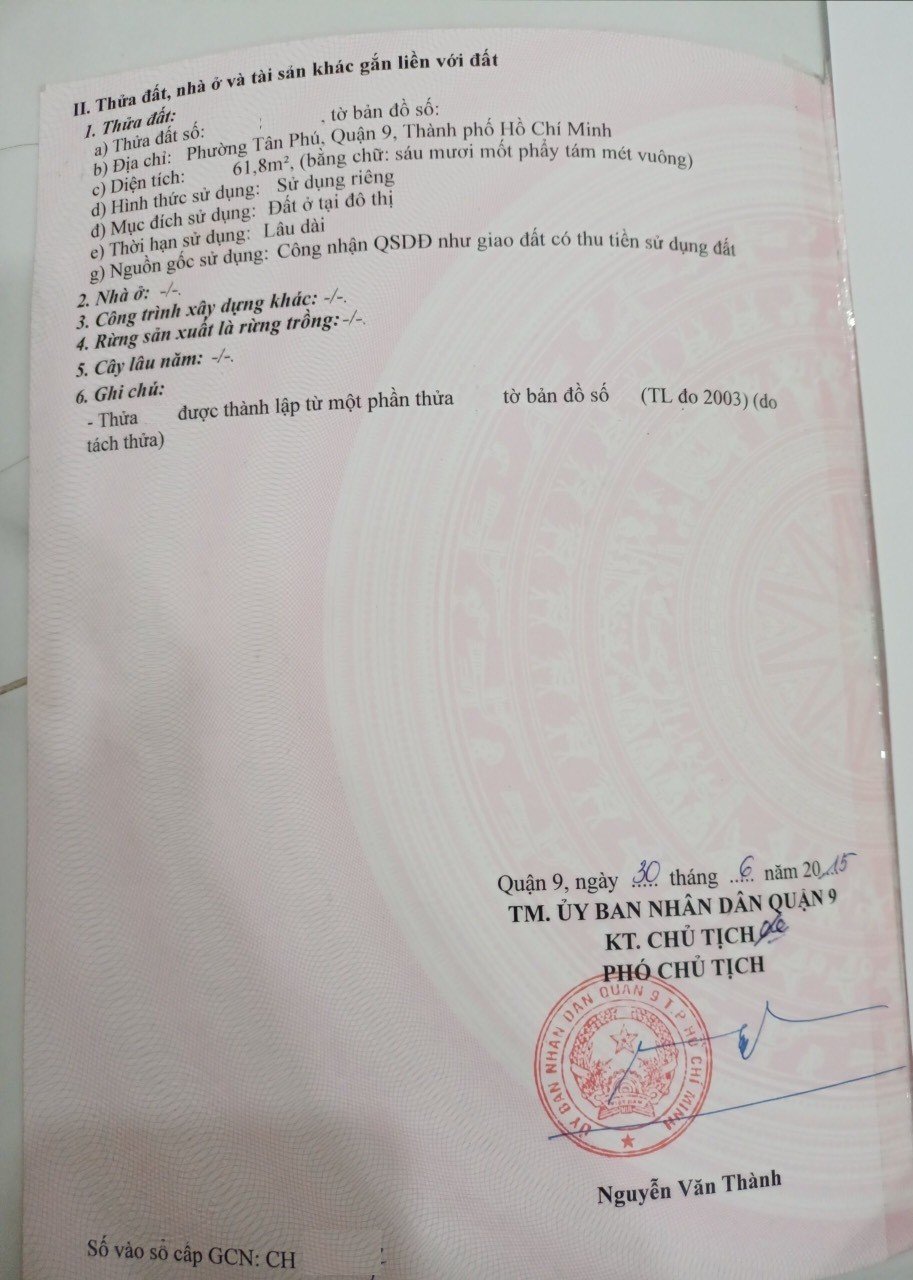 II. Thửa đất, nhà ở và tài sản khác gắn liền với đất
1. Thửa đất:
a) Thửa đất số: , tờ bản đồ số:
b) Địa chỉ: Phường Tân Phú, Quận 9, Thành phố Hồ Chí Minh
c) Diện tích: 61,8m², (bằng chữ: sáu mươi mốt phẩy tám mét vuông)
d) Hình thức sử dụng: Sử dụng riêng
đ) Mục đích sử dụng: Đất ở tại đô thị
e) Thời hạn sử dụng: Lâu dài
g) Nguồn gốc sử dụng: Công nhận QSDĐ như giao đất có thu tiền sử dụng đất
2. Nhà ở: -/-.
3. Công trình xây dựng khác: -/-.
4. Rừng sản xuất là rừng trồng: -/-.
5. Cây lâu năm: -/-.
6. Ghi chú:
- Thửa được thành lập từ một phần thửa tờ bản đồ số (TL đo 2003) (do
tách thửa)
Quận 9, ngày 30 tháng 6 năm 2015
TM. ỦY BAN NHÂN DÂN QUẬN 9
KT. CHỦ TỊCH
PHÓ CHỦ TỊCH
ỦY BAN NHÂN DÂN QUẬN 9 T.P HỒ CHÍ MINH
Nguyễn Văn Thành
Số vào sổ cấp GCN: CH